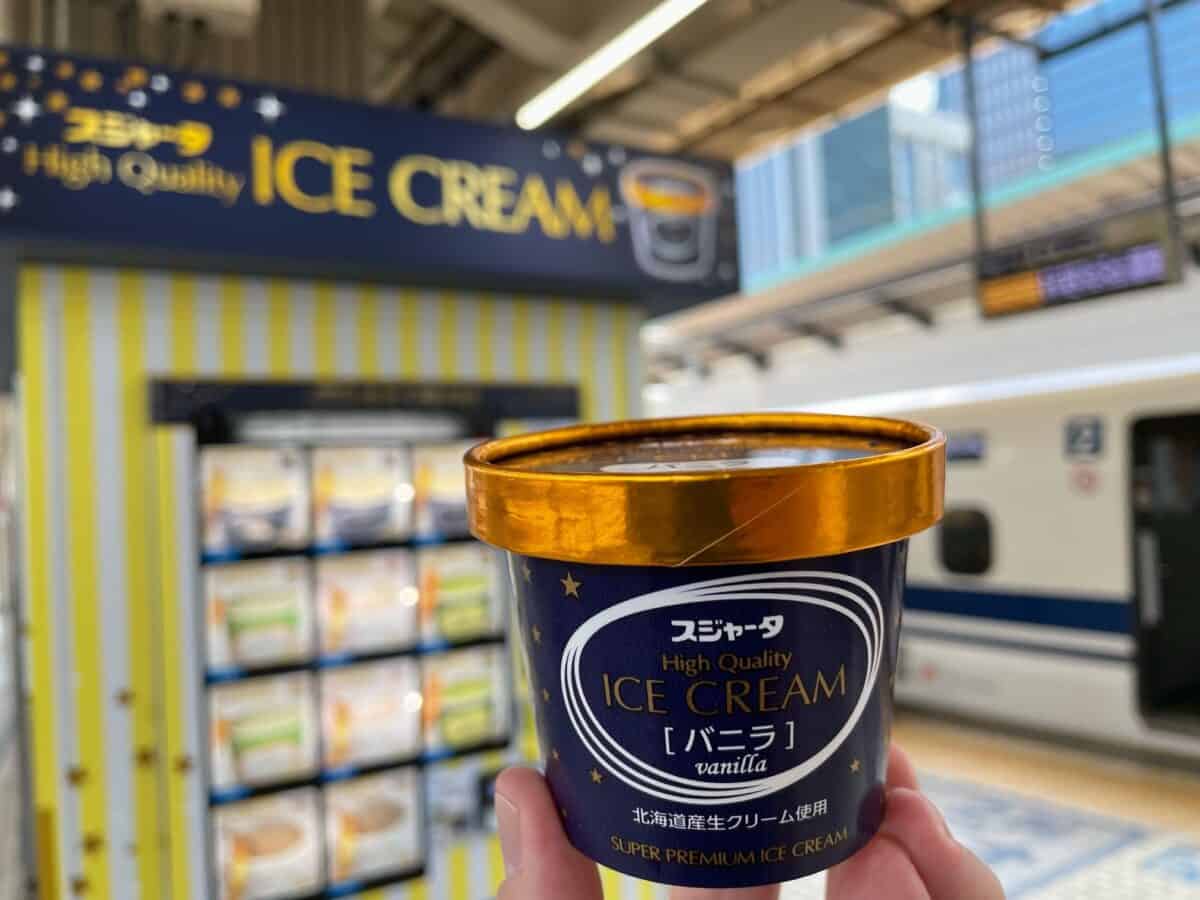 スジャータ
High Quality ICE CREAM
スジャータ
High Quality
ICE CREAM
[バニラ]
vanilla
北海道産生クリーム使用
SUPER PREMIUM ICE CREAM
2